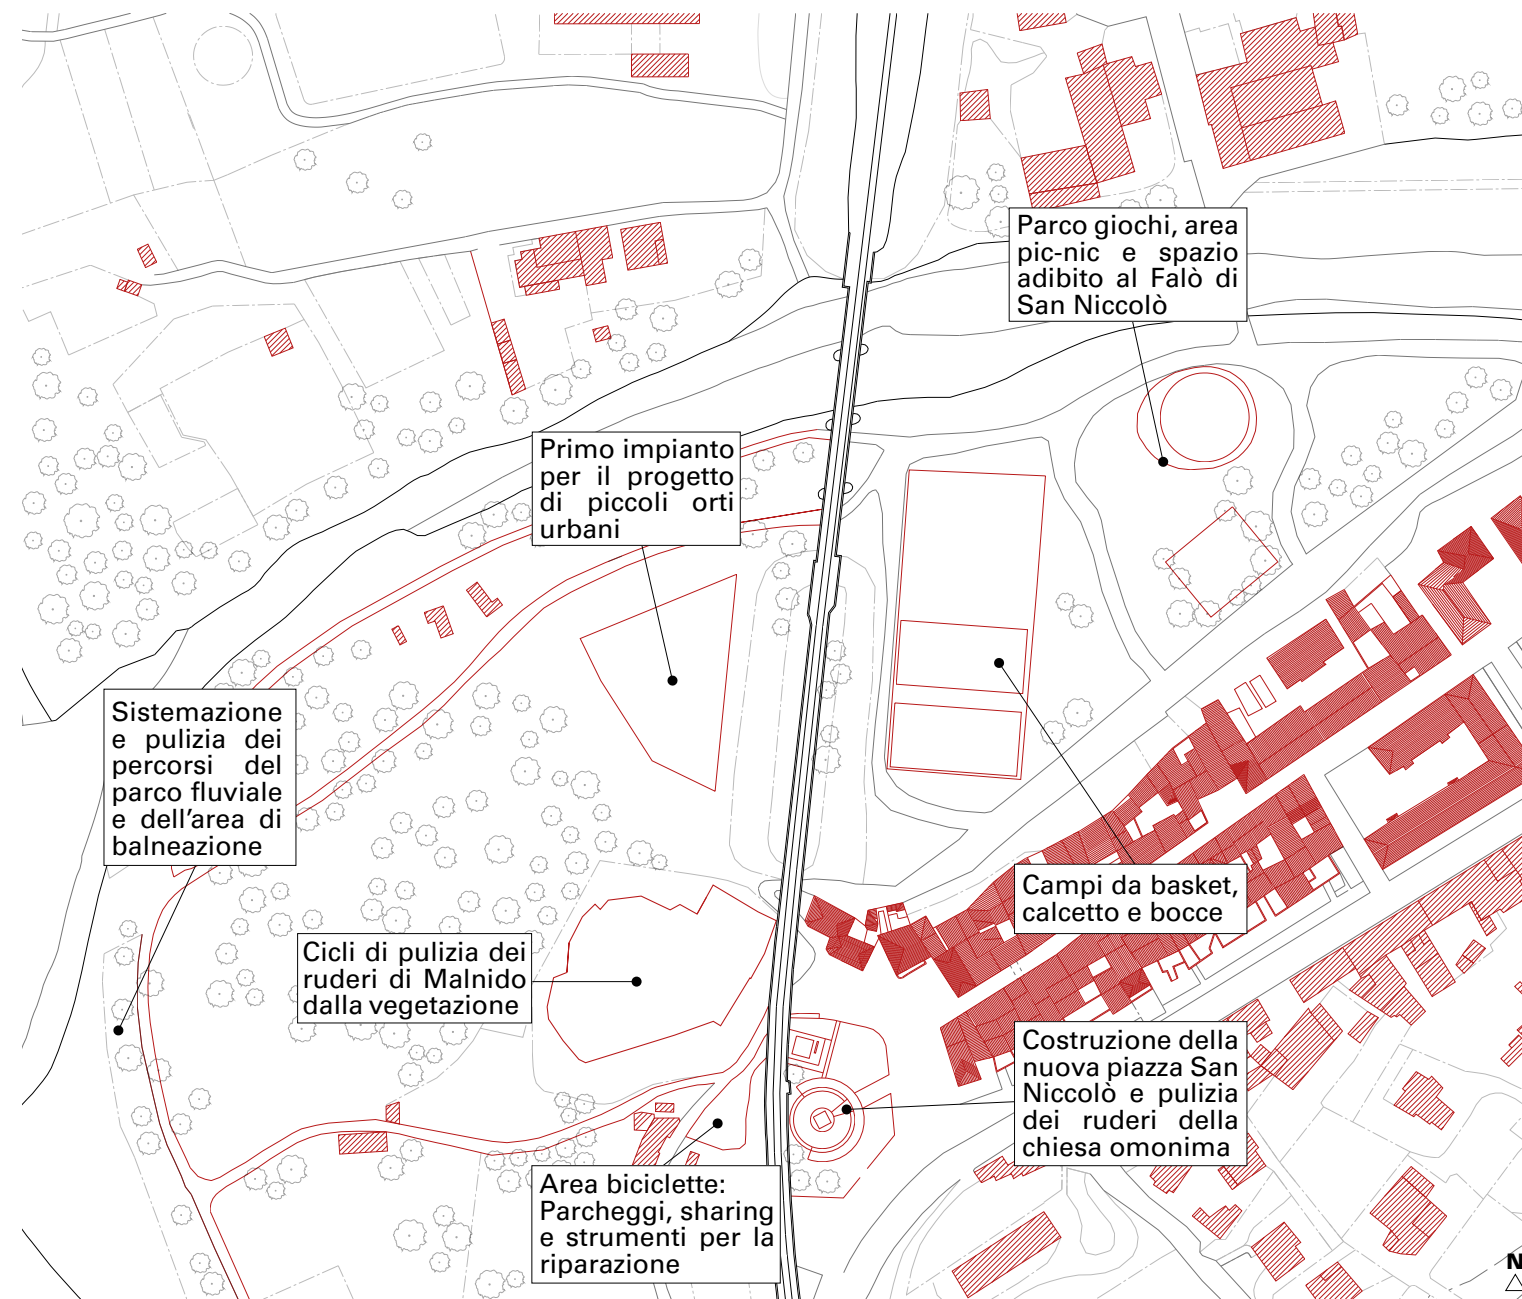 Parco giochi, area
pic-nic e spazio
adibito al Falò di
San Niccolò
Primo impianto
per il progetto
di piccoli orti
urbani
Sistemazione
e pulizia dei
percorsi del
parco fluviale
e dell'area di
balneazione
Campi da basket,
calcetto e bocce
Cicli di pulizia dei
ruderi di Malnido
dalla vegetazione
Costruzione della
nuova piazza San
Niccolò e pulizia
dei ruderi della
chiesa omonima
Area biciclette:
Parcheggi, sharing
e strumenti per la
riparazione
N